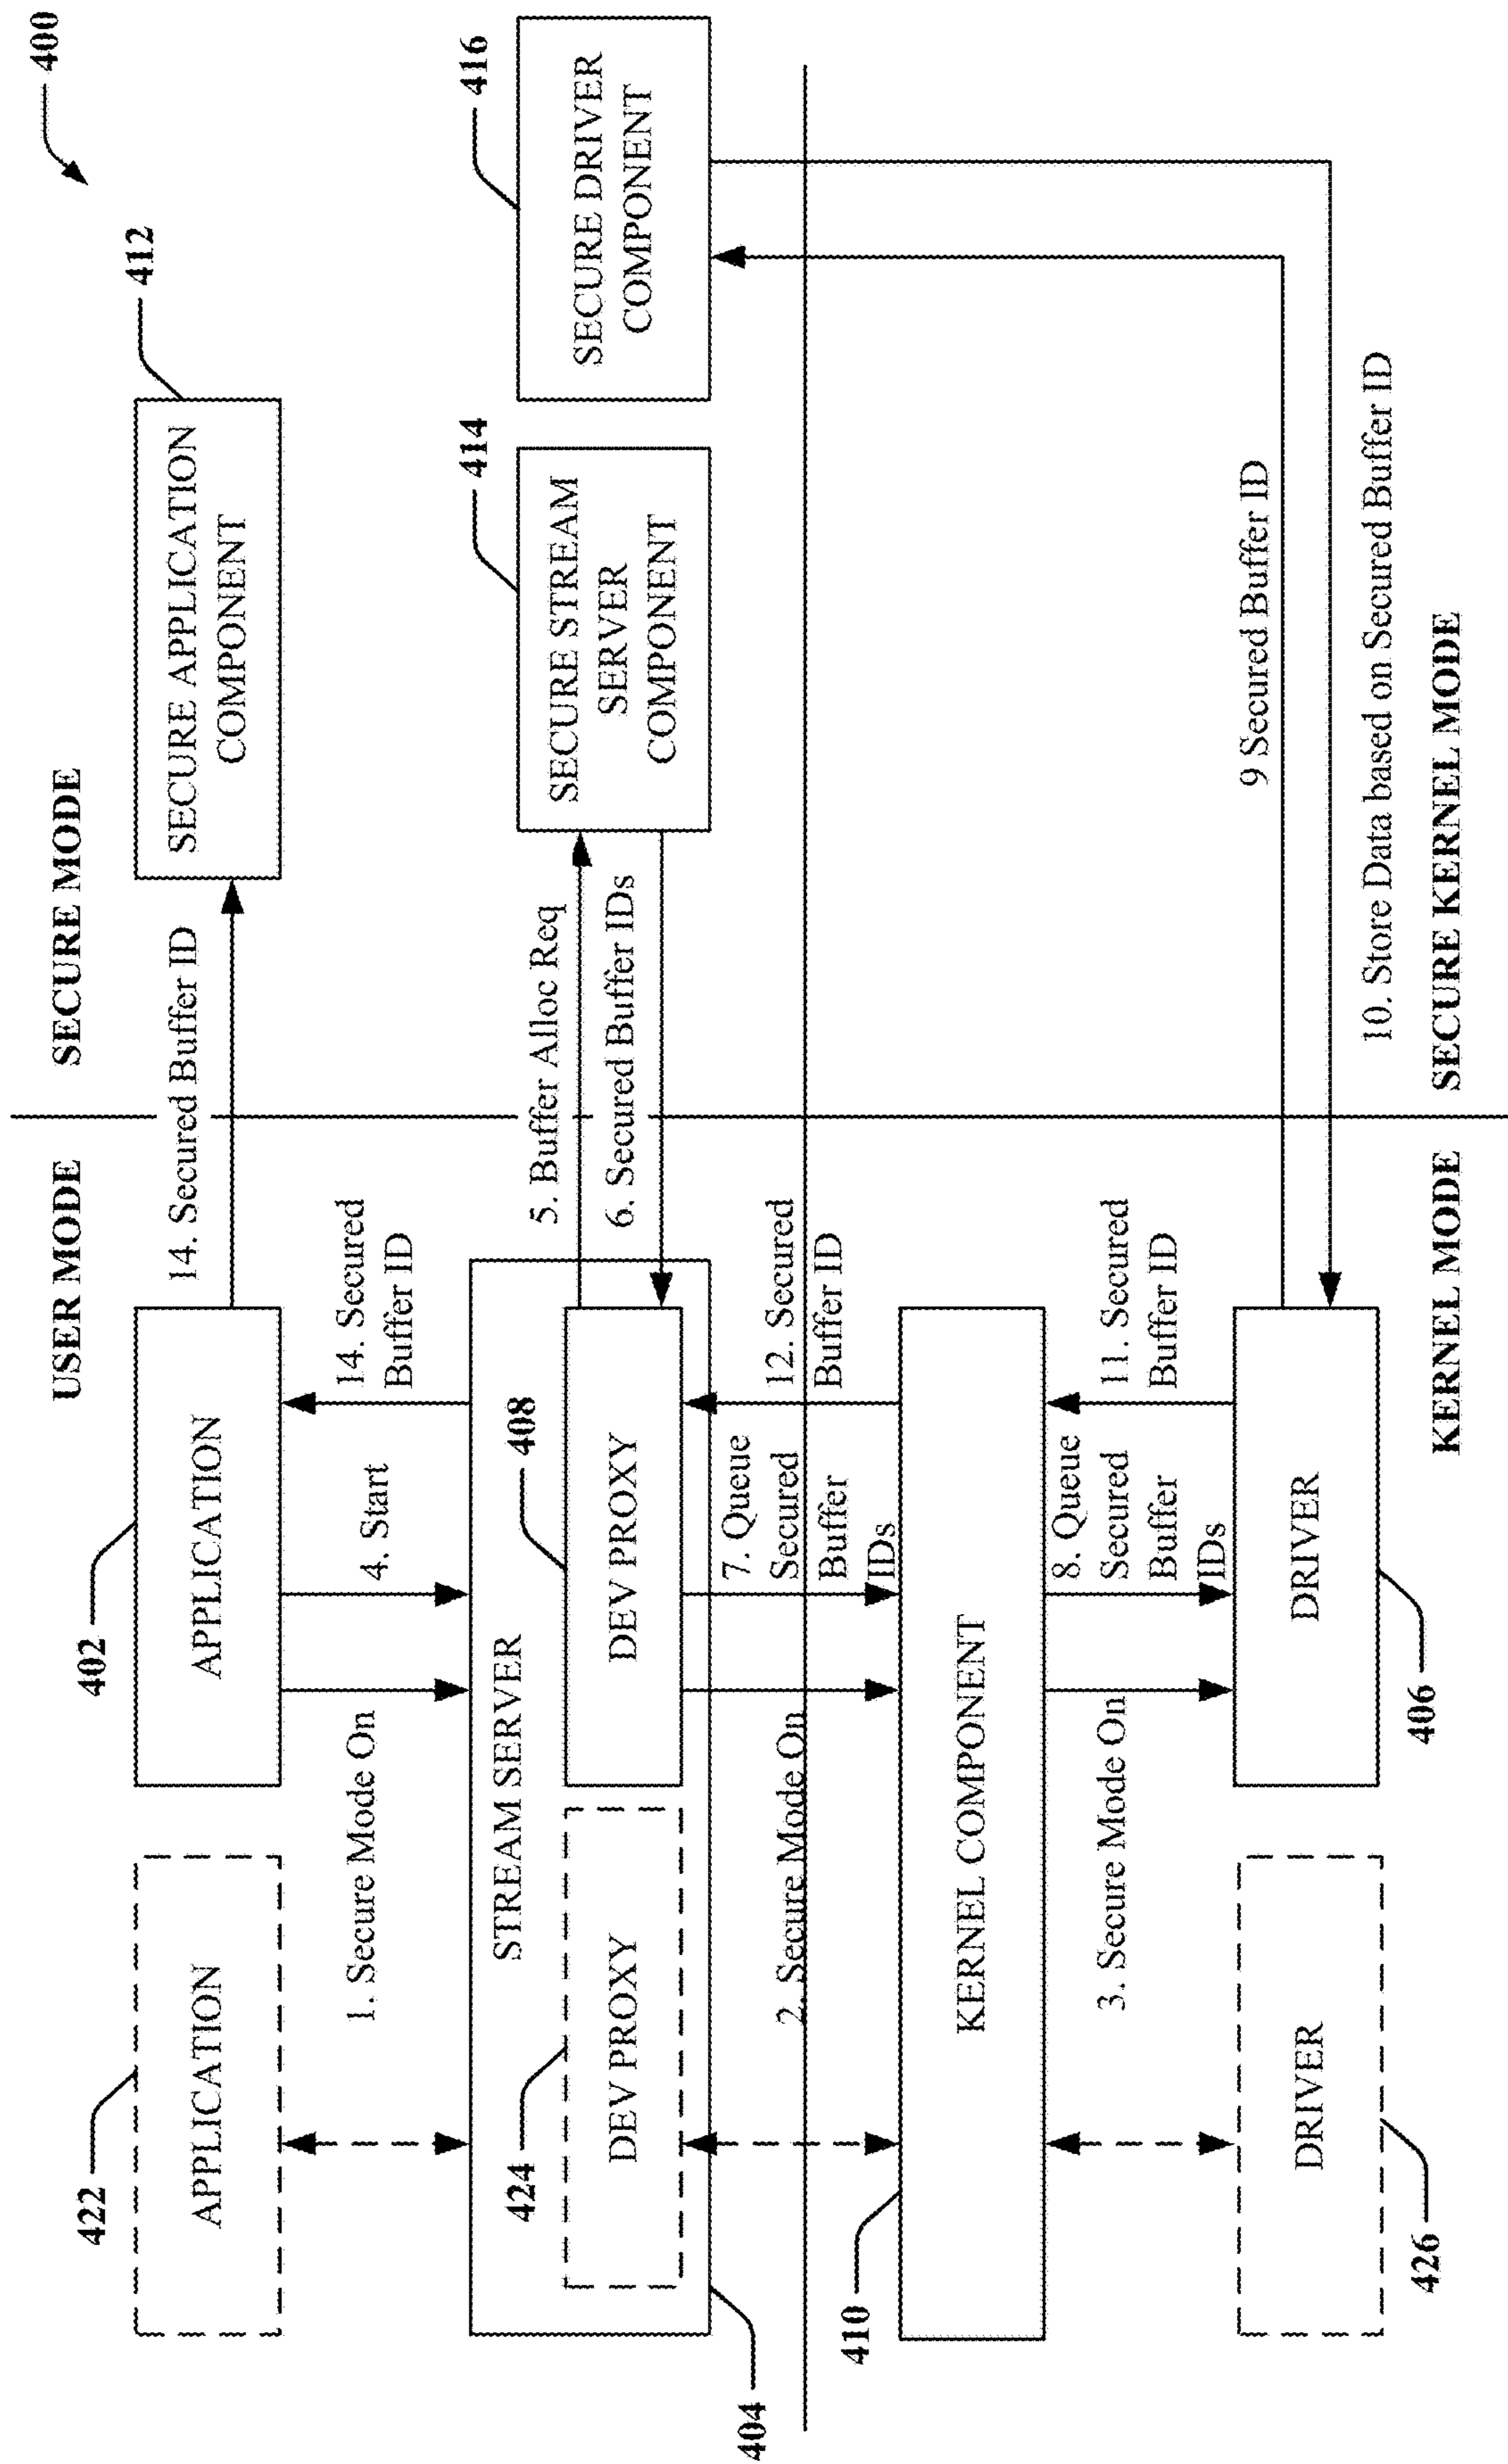 400
USER MODE
SECURE MODE
422
APPLICATION
402
APPLICATION
14. Secured Buffer ID
412
SECURE APPLICATION
COMPONENT
1. Secure Mode On
4. Start
14. Secured
Buffer ID
404
STREAM SERVER
424
DEV PROXY
408
DEV PROXY
5. Buffer Alloc Req
6. Secured Buffer IDs
414
SECURE STREAM
SERVER
COMPONENT
416
SECURE DRIVER
COMPONENT
2. Secure Mode On
7. Queue
Secured
Buffer
IDs
12. Secured
Buffer ID
410
KERNEL COMPONENT
3. Secure Mode On
8. Queue
Secured
Buffer
IDs
11. Secured
Buffer ID
9 Secured Buffer ID
426
DRIVER
406
DRIVER
10. Store Data based on Secured Buffer ID
KERNEL MODE
SECURE KERNEL MODE